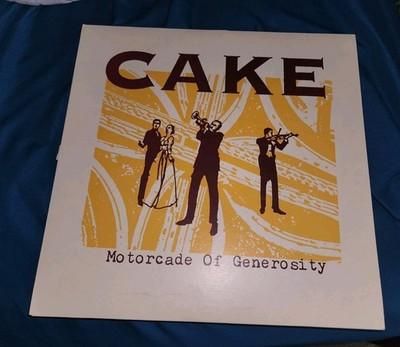 CAKE
Motorcade Of Generosity